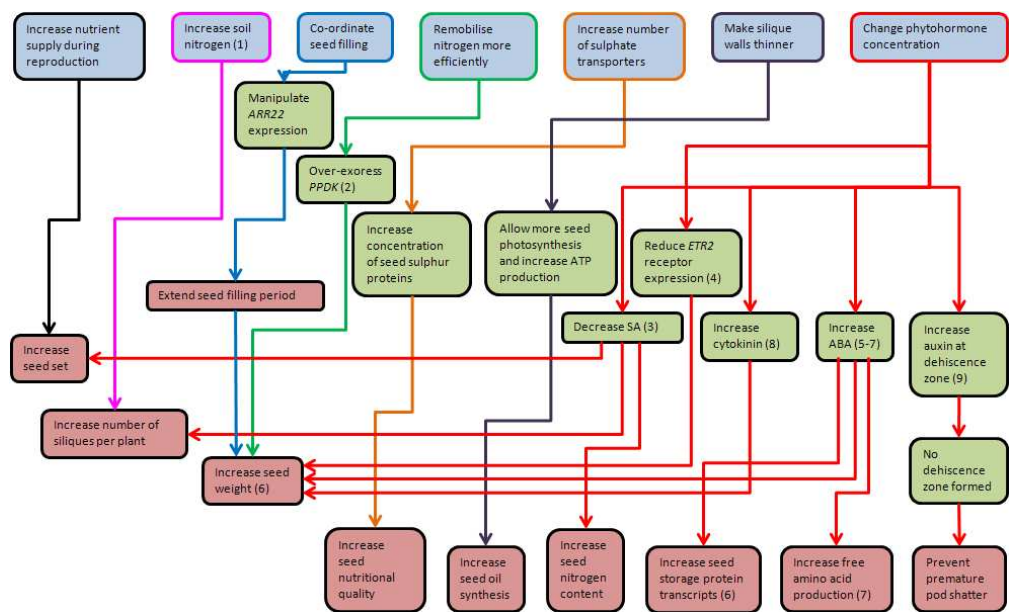 Increase nutrient
supply during
reproduction
Increase soil
nitrogen (1)
Co-ordinate
seed filling
Remobilise
nitrogen more
efficiently
Increase number
of sulphate
transporters
Make silique
walls thinner
Change phytohormone
concentration
Manipulate
ARR22
expression
Over-exoress
PPDK (2)
Increase
concentration
of seed sulphur
proteins
Allow more seed
photosynthesis
and increase ATP
production
Reduce ETR2
receptor
expression (4)
Extend seed filling period
Decrease SA (3)
Increase
cytokinin (8)
Increase
ABA (5-7)
Increase
auxin at
dehiscence
zone (9)
Increase
seed set
Increase number of
siliques per plant
Increase seed
weight (6)
No
dehiscence
zone formed
Increase
seed
nutritional
quality
Increase
seed oil
synthesis
Increase
seed
nitrogen
content
Increase seed
storage protein
transcripts (6)
Increase free
amino acid
production (7)
Prevent
premature
pod shatter